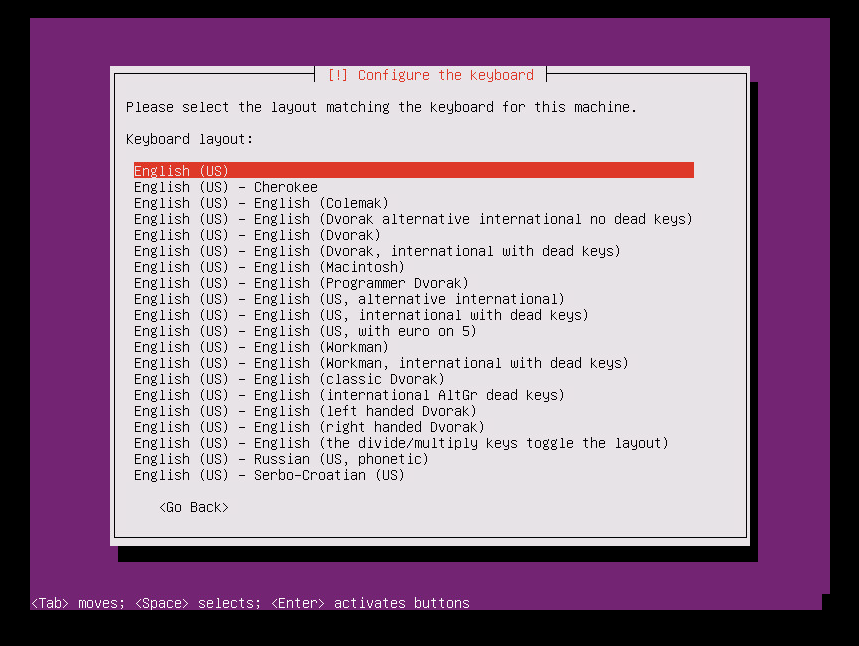 [!] Configure the keyboard
Please select the layout matching the keyboard for this machine.
Keyboard layout:
English (US)
English (US) - Cherokee
English (US) - English (Colemak)
English (US) - English (Dvorak alternative international no dead keys)
English (US) - English (Dvorak)
English (US) - English (Dvorak, international with dead keys)
English (US) - English (Macintosh)
English (US) - English (Programmer Dvorak)
English (US) - English (US, alternative international)
English (US) - English (US, international with dead keys)
English (US) - English (US, with euro on 5)
English (US) - English (Workman)
English (US) - English (Workman, international with dead keys)
English (US) - English (classic Dvorak)
English (US) - English (international AltGr dead keys)
English (US) - English (left handed Dvorak)
English (US) - English (right handed Dvorak)
English (US) - English (the divide/multiply keys toggle the layout)
English (US) - Russian (US, phonetic)
English (US) - Serbo-Croatian (US)
<Go Back>
<Tab> moves; <Space> selects; <Enter> activates buttons